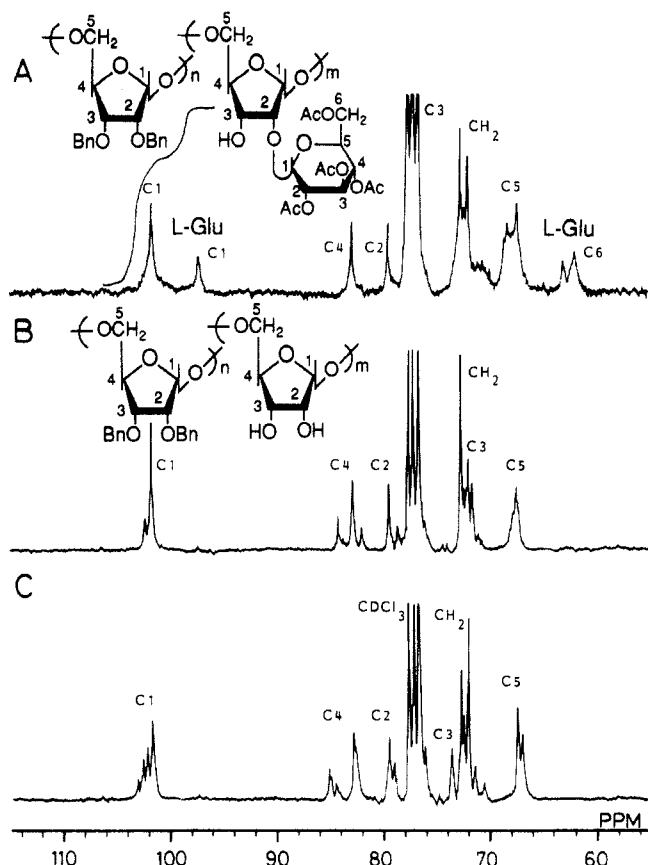 A
5
OCH2
O
4
1
O
n
3
2
BnO
OBn
5
OCH2
O
4
1
O
m
3
2
HO
O
6
AcO
CH2
O
5
1
4
AcO
OAc
2
3
AcO
C1
L-Glu
C1
C4
C2
C3
CH2
C5
L-Glu
C6
B
5
OCH2
O
4
1
O
n
3
2
BnO
OBn
5
OCH2
O
4
1
O
m
3
2
HO
OH
C1
C4
C2
CH2
C3
C5
C
C1
C4
C2
CDCl3
C3
CH2
C5
PPM
110 100 90 80 70 60